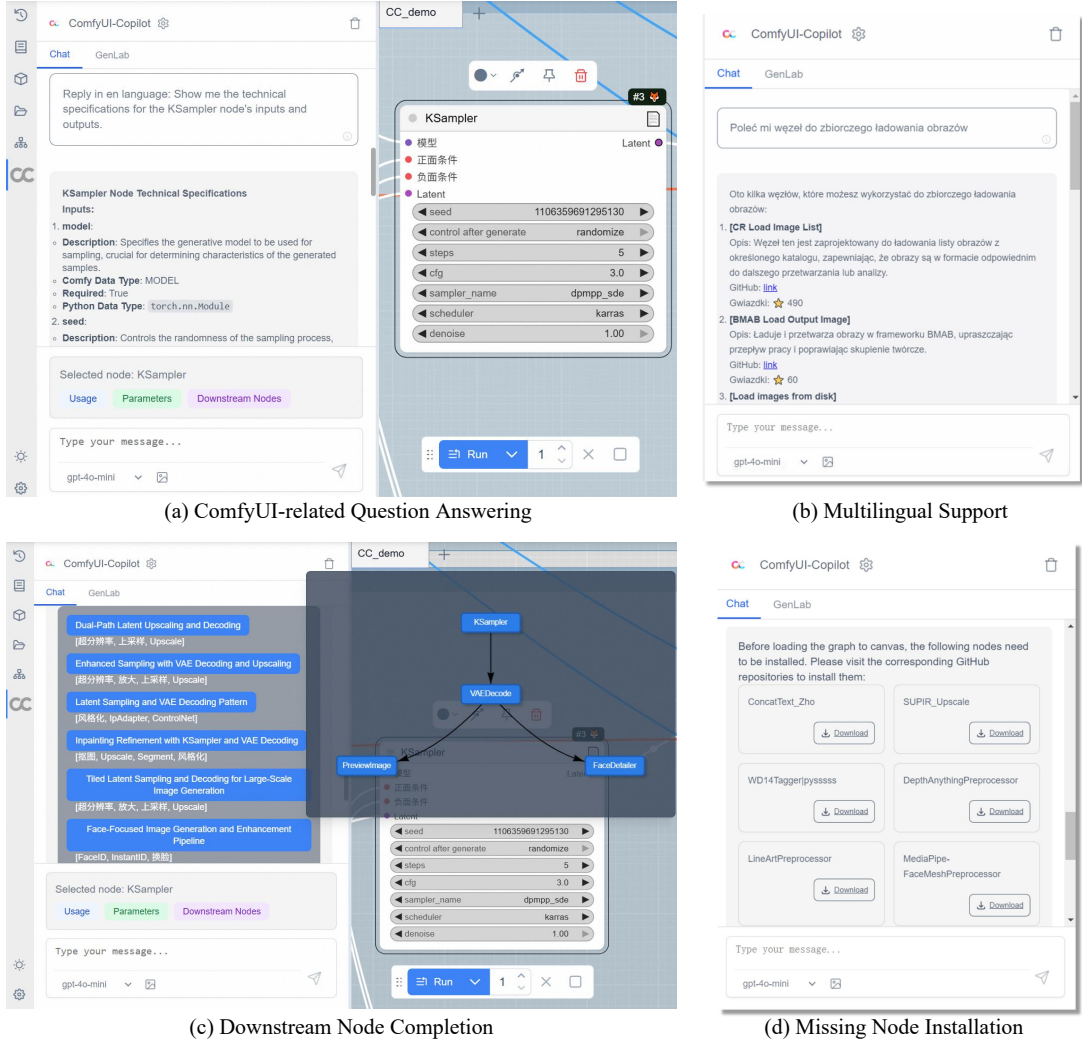 CC_demo
ComfyUI-Copilot
Chat GenLab
Reply in en language: Show me the technical
specifications for the KSampler node's inputs and
outputs.
KSampler Node Technical Specifications
Inputs:
1. model:
Description: Specifies the generative model to be used for
sampling, crucial for determining characteristics of the generated
samples.
Comfy Data Type: MODEL
Required: True
Python Data Type: torch.nn.Module
2. seed:
Description: Controls the randomness of the sampling process,
Selected node: KSampler
Usage Parameters Downstream Nodes
Type your message...
gpt-4o-mini
CC
#3
KSampler
模型 Latent
正面条件
负面条件
Latent
seed 1106359691295130
control after generate randomize
steps 5
cfg 3.0
sampler_name dpmpp_sde
scheduler karras
denoise 1.00
Run 1
(a) ComfyUI-related Question Answering
ComfyUI-Copilot
Chat GenLab
Poleć mi węzeł do zbiorczego ładowania obrazów
Oto kilka węzłów, które możesz wykorzystać do zbiorczego ładowania
obrazów:
1. [CR Load Image List]
Opis: Węzeł ten jest zaprojektowany do ładowania listy obrazów z
określonego katalogu, zapewniając, że obrazy są w formacie odpowiednim
do dalszego przetwarzania lub analizy.
GitHub: link
Gwiazdki: 490
2. [BMAB Load Output Image]
Opis: Ładuje i przetwarza obrazy w frameworku BMAB, upraszczając
przepływ pracy i poprawiając skupienie twórcze.
GitHub: link
Gwiazdki: 60
3. [Load images from disk]
Type your message...
gpt-4o-mini
(b) Multilingual Support
CC_demo
ComfyUI-Copilot
Chat GenLab
Dual-Path Latent Upscaling and Decoding
[超分辨率, 上采样, Upscale]
Enhanced Sampling with VAE Decoding and Upscaling
[超分辨率, 放大, 上采样, Upscale]
Latent Sampling and VAE Decoding Pattern
[风格化, IpAdapter, ControlNet]
Inpainting Refinement with KSampler and VAE Decoding
[抠图, Upscale, Segment, 风格化]
Tiled Latent Sampling and Decoding for Large-Scale
Image Generation
[超分辨率, 放大, 上采样, Upscale]
Face-Focused Image Generation and Enhancement
Pipeline
[FaceID, InstantID, 换脸]
Selected node: KSampler
Usage Parameters Downstream Nodes
Type your message...
gpt-4o-mini
CC
KSampler
VAEDecode
PreviewImage FaceDetailer
#3
KSampler
模型
正面条件
负面条件
Latent
seed 1106359691295130
control after generate randomize
steps 5
cfg 3.0
sampler_name dpmpp_sde
scheduler karras
denoise 1.00
Run 1
(c) Downstream Node Completion
ComfyUI-Copilot
Chat GenLab
Before loading the graph to canvas, the following nodes need
to be installed. Please visit the corresponding GitHub
repositories to install them:
ConcatText_Zho SUPIR_Upscale
Download Download
WD14Tagger|pysssss DepthAnythingPreprocessor
Download Download
LineArtPreprocessor MediaPipe-
FaceMeshPreprocessor
Download Download
Type your message...
gpt-4o-mini
(d) Missing Node Installation